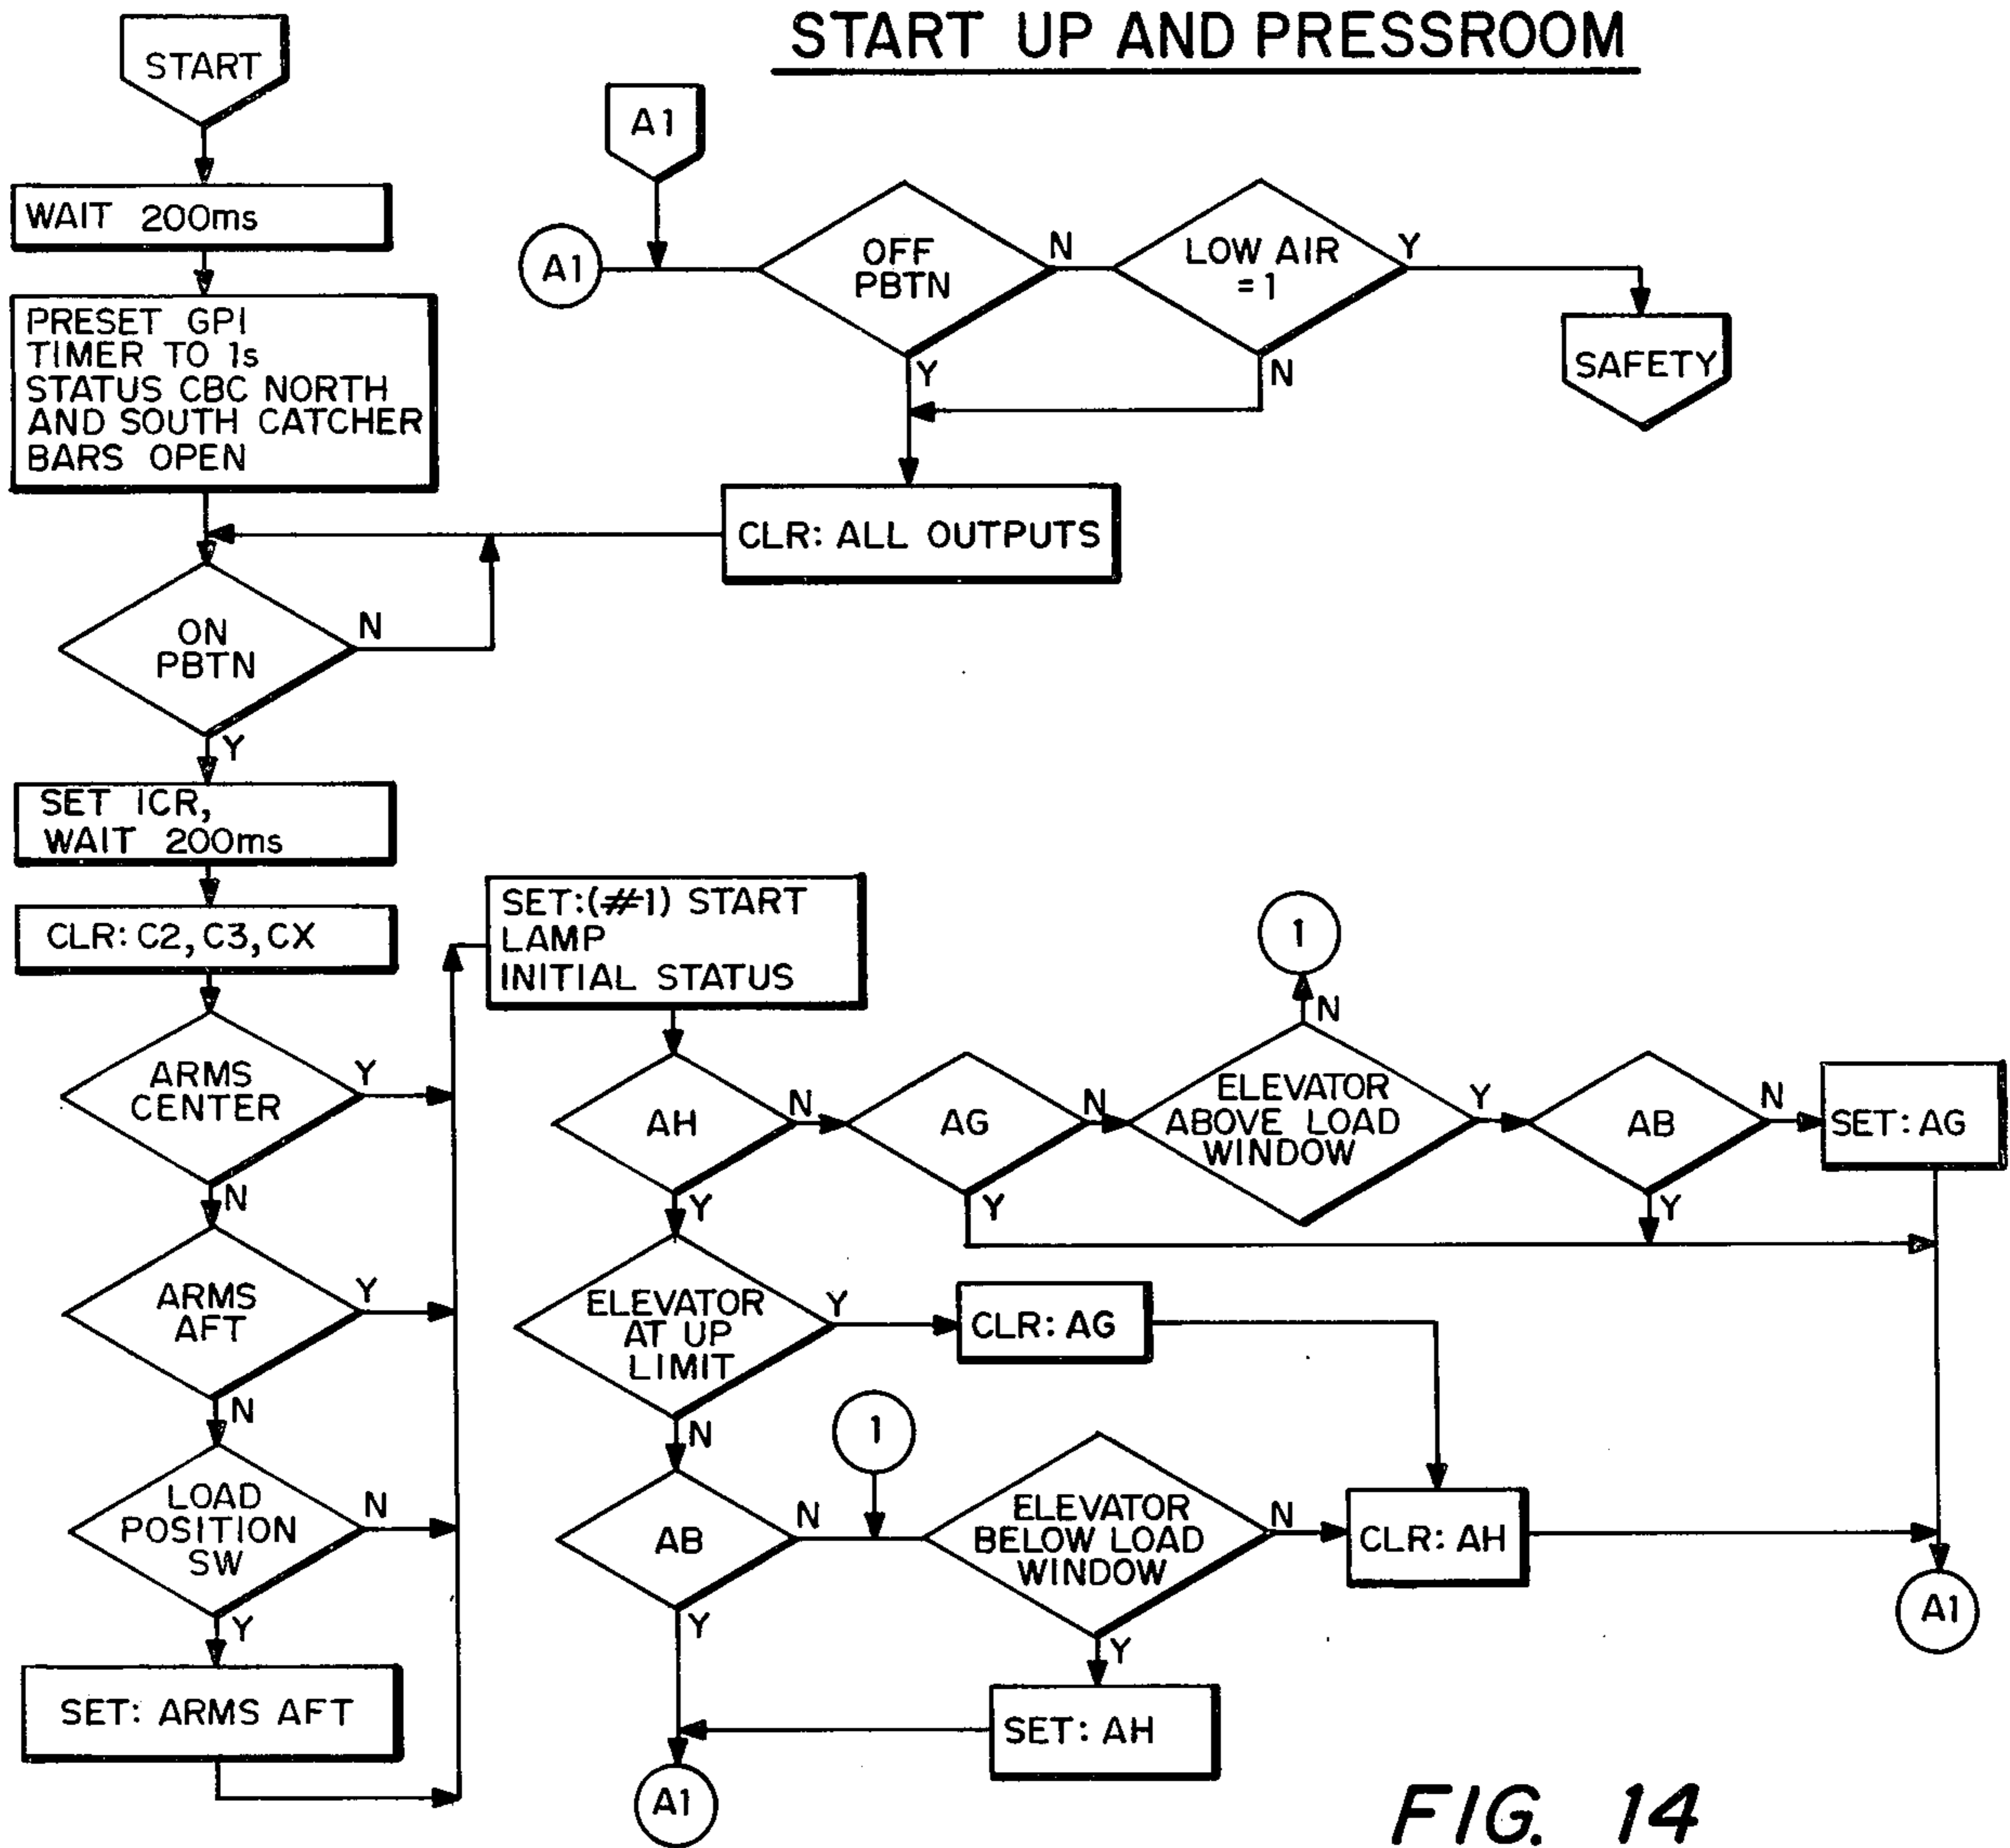 START UP AND PRESSROOM
START
WAIT 200ms
PRESET GPI
TIMER TO 1s
STATUS CBC NORTH
AND SOUTH CATCHER
BARS OPEN
ON
PBTN
N
Y
SET ICR,
WAIT 200ms
CLR: C2, C3, CX
ARMS
CENTER
Y
N
ARMS
AFT
Y
N
LOAD
POSITION
SW
N
Y
SET: ARMS AFT
A1
A1
OFF
PBTN
N
Y
LOW AIR
= 1
Y
N
SAFETY
CLR: ALL OUTPUTS
SET:(#1) START
LAMP
INITIAL STATUS
AH
N
Y
AG
N
Y
1
N
ELEVATOR
ABOVE LOAD
WINDOW
Y
AB
N
Y
SET: AG
ELEVATOR
AT UP
LIMIT
Y
N
CLR: AG
AB
N
Y
1
ELEVATOR
BELOW LOAD
WINDOW
N
Y
CLR: AH
SET: AH
A1
A1
FIG. 14